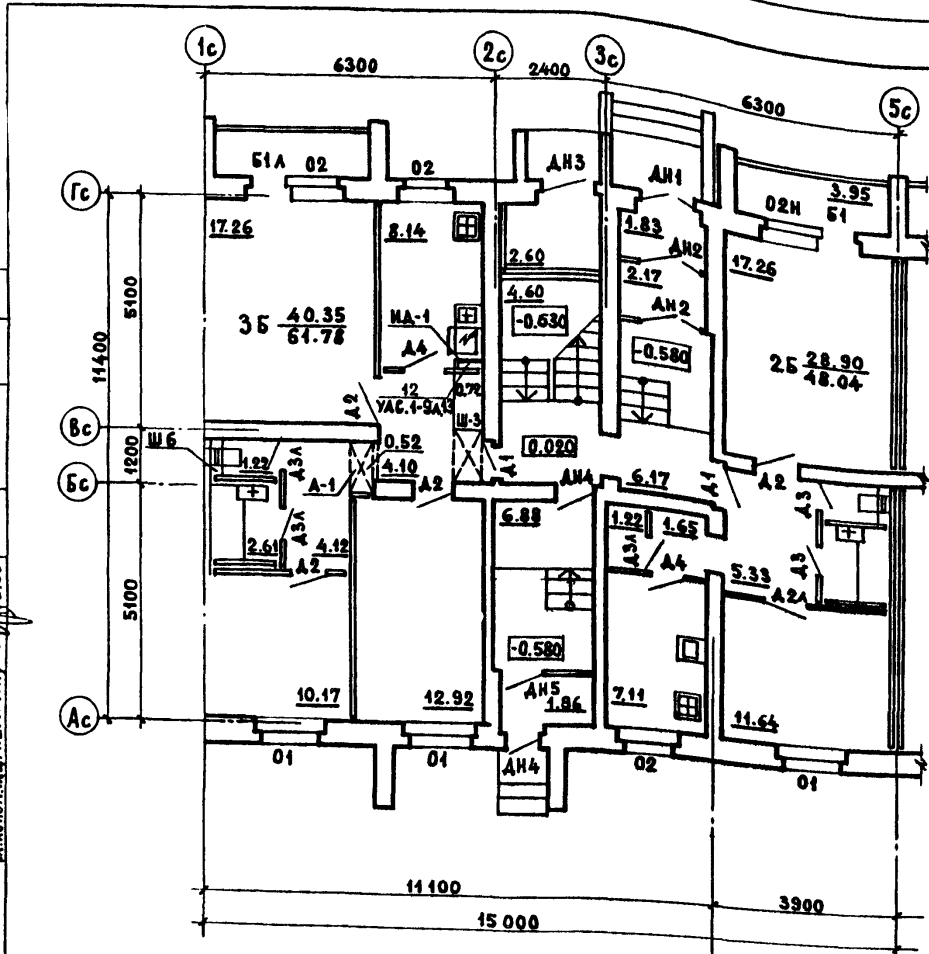 1с
2с
3с
5с
6300
2400
6300
Б1Л
02
02
ДН3
ДН1
3.95
02Н
Б1
Гс
17.26
8.14
1.83
ДН2
17.26
2.60
2.17
4.60
ДН2
-0.630
ИД-1
Д4
-0.580
3Б 40.35
61.78
2Б 28.90
48.04
5100
11400
12
0.72
Ш-3
Д2
Вс
Ш6
1.22
Д3Л
0.52
4.10
Д1
0.020
1200
Бс
Д-1
Д2
ДН4
6.17
Д1
Д2
Д3
6.88
1.22
1.65
Д3Л
2.61
4.12
Д3Л
Д4
Д3
5.33
Д2
Д2Л
5100
-0.580
10.17
12.92
ДН5
1.86
7.11
11.64
Ас
01
01
ДН4
02
01
11100
3900
15000